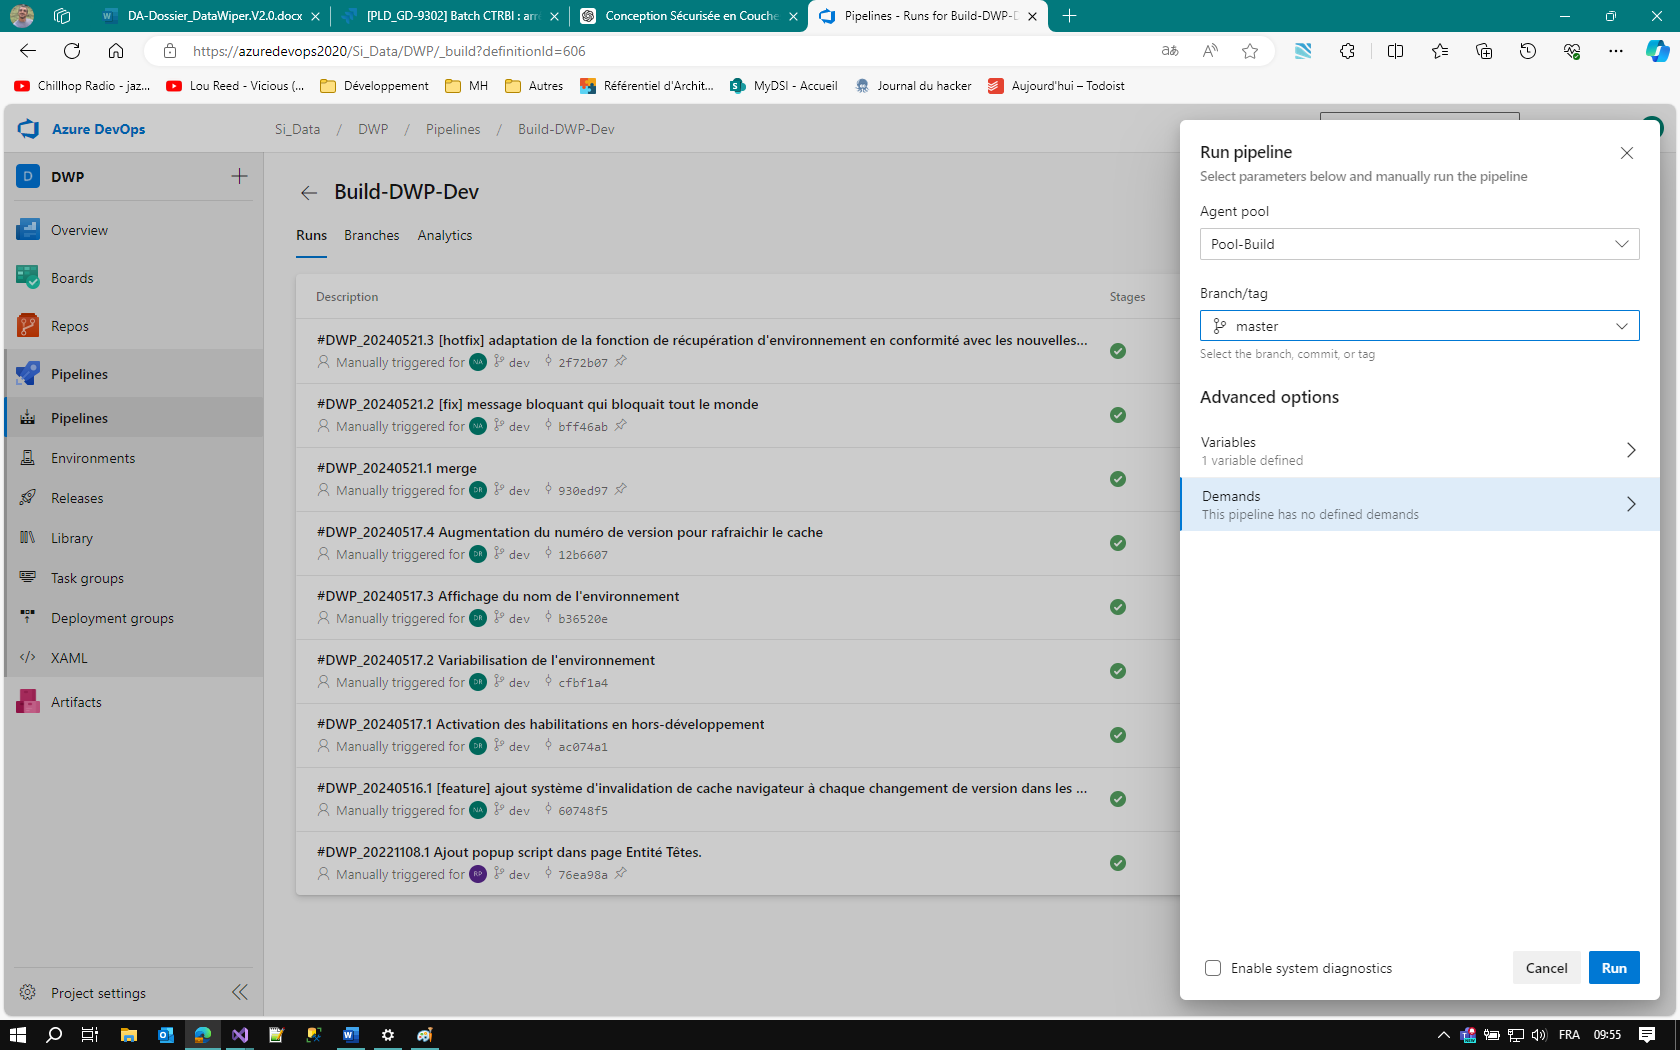 DA-Dossier_DataWiper.V2.0.docx
[PLD_GD-9302] Batch CTRBI : arr
Conception Sécurisée en Couche
Pipelines - Runs for Build-DWP-D
https://azuredevops2020/Si_Data/DWP/_build?definitionId=606
Chillhop Radio - jaz...
Lou Reed - Vicious (...
Développement
MH
Autres
Référentiel d'Archit...
MyDSI - Accueil
Journal du hacker
Aujourd'hui – Todoist
Azure DevOps
Si_Data / DWP / Pipelines / Build-DWP-Dev
D DWP
Overview
Boards
Repos
Pipelines
Pipelines
Environments
Releases
Library
Task groups
Deployment groups
XAML
Artifacts
Project settings
Build-DWP-Dev
Runs Branches Analytics
Description Stages
#DWP_20240521.3 [hotfix] adaptation de la fonction de récupération d'environnement en conformité avec les nouvelles...
Manually triggered for NA dev 2f72b07
#DWP_20240521.2 [fix] message bloquant qui bloquait tout le monde
Manually triggered for NA dev bff46ab
#DWP_20240521.1 merge
Manually triggered for DR dev 930ed97
#DWP_20240517.4 Augmentation du numéro de version pour rafraichir le cache
Manually triggered for DR dev 12b6607
#DWP_20240517.3 Affichage du nom de l'environnement
Manually triggered for DR dev b36520e
#DWP_20240517.2 Variabilisation de l'environnement
Manually triggered for DR dev cfbf1a4
#DWP_20240517.1 Activation des habilitations en hors-développement
Manually triggered for DR dev ac074a1
#DWP_20240516.1 [feature] ajout système d'invalidation de cache navigateur à chaque changement de version dans les ...
Manually triggered for NA dev 60748f5
#DWP_20221108.1 Ajout popup script dans page Entité Têtes.
Manually triggered for RP dev 76ea98a
Run pipeline
Select parameters below and manually run the pipeline
Agent pool
Pool-Build
Branch/tag
master
Select the branch, commit, or tag
Advanced options
Variables
1 variable defined
Demands
This pipeline has no defined demands
Enable system diagnostics
Cancel
Run
FRA
09:55